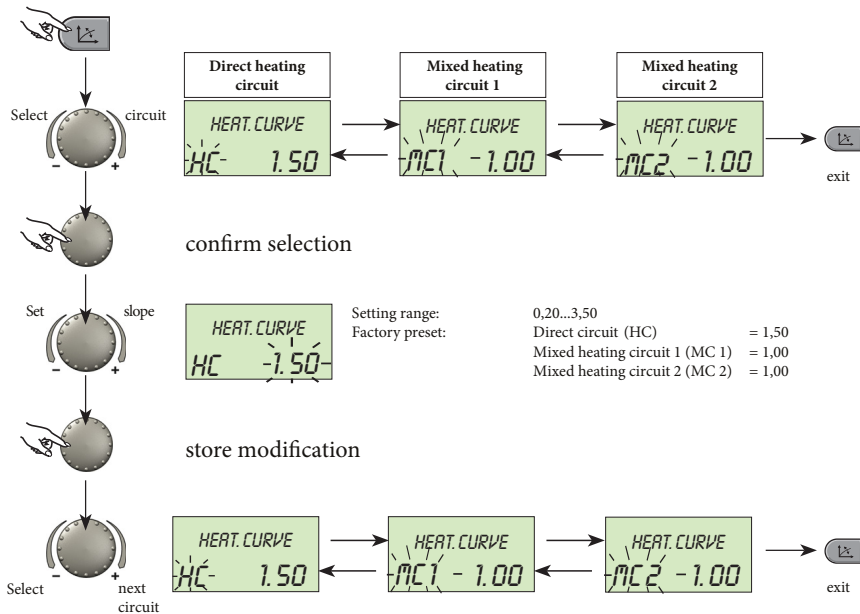 Direct heating
circuit
Mixed heating
circuit 1
Mixed heating
circuit 2
Select
circuit
HEAT. CURVE
HC 1.50
HEAT. CURVE
MC1 - 1.00
HEAT. CURVE
MC2 - 1.00
- +
exit
confirm selection
Set
slope
HEAT. CURVE
HC 1.50
- +
Setting range: 0,20...3,50
Factory preset: Direct circuit (HC) = 1,50
Mixed heating circuit 1 (MC 1) = 1,00
Mixed heating circuit 2 (MC 2) = 1,00
store modification
HEAT. CURVE
HC 1.50
HEAT. CURVE
MC1 - 1.00
HEAT. CURVE
MC2 - 1.00
- +
Select
next
circuit
exit